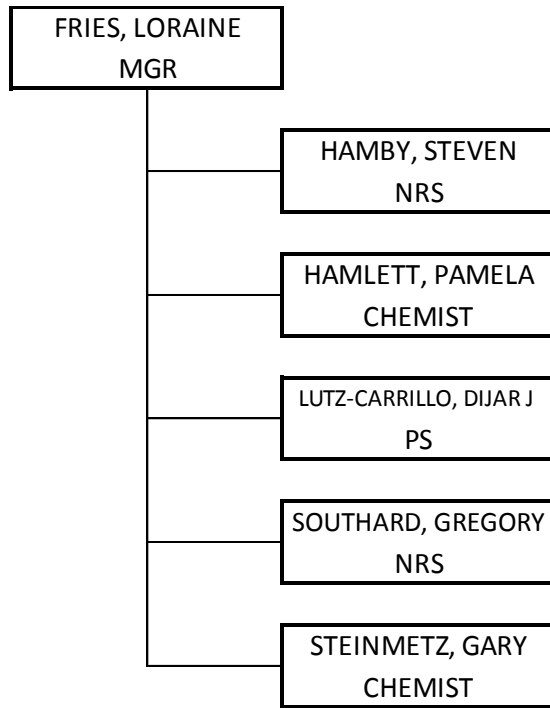 FRIES, LORAINE
MGR
HAMBY, STEVEN
NRS
HAMLETT, PAMELA
CHEMIST
LUTZ-CARRILLO, DIJAR J
PS
SOUTHARD, GREGORY
NRS
STEINMETZ, GARY
CHEMIST